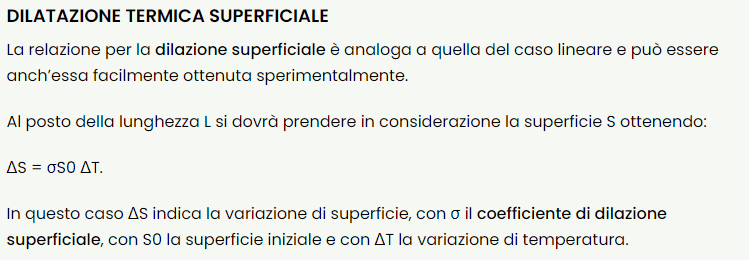 DILATAZIONE TERMICA SUPERFICIALE
La relazione per la dilazione superficiale è analoga a quella del caso lineare e può essere
anch’essa facilmente ottenuta sperimentalmente.
Al posto della lunghezza L si dovrà prendere in considerazione la superficie S ottenendo:
ΔS = σS0 ΔT.
In questo caso ΔS indica la variazione di superficie, con σ il coefficiente di dilazione
superficiale, con S0 la superficie iniziale e con ΔT la variazione di temperatura.